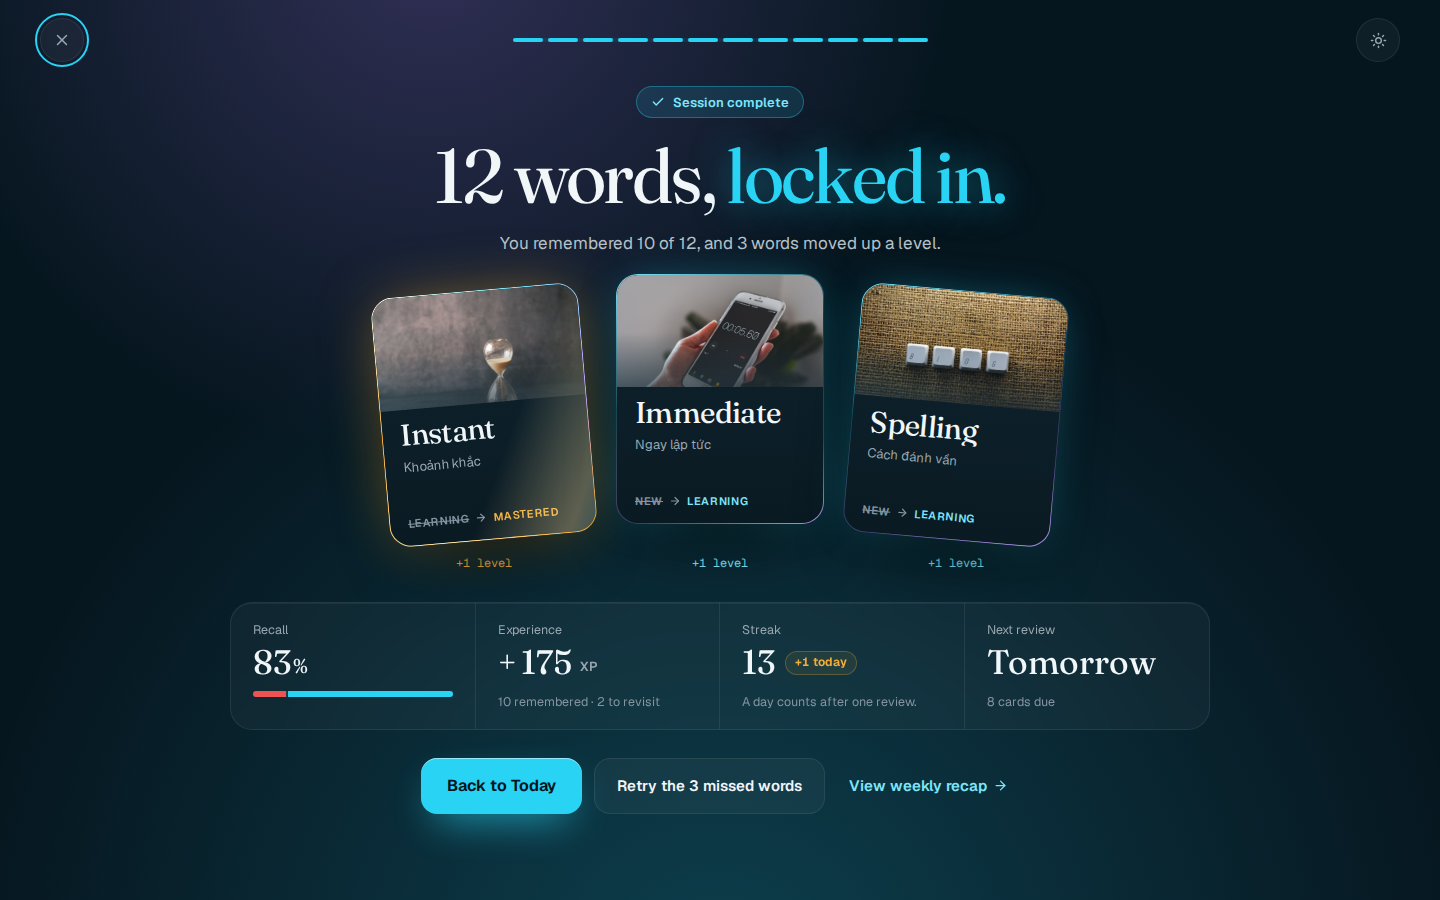 Session complete
12 words, locked in.
You remembered 10 of 12, and 3 words moved up a level.
00:05.60
Instant
Khoảnh khắc
LEARNING → MASTERED
+1 level
Immediate
Ngay lập tức
NEW → LEARNING
+1 level
Spelling
Cách đánh vần
NEW → LEARNING
+1 level
Recall
83%
Experience
+175 XP
10 remembered · 2 to revisit
Streak
13 +1 today
A day counts after one review.
Next review
Tomorrow
8 cards due
Back to Today
Retry the 3 missed words
View weekly recap →